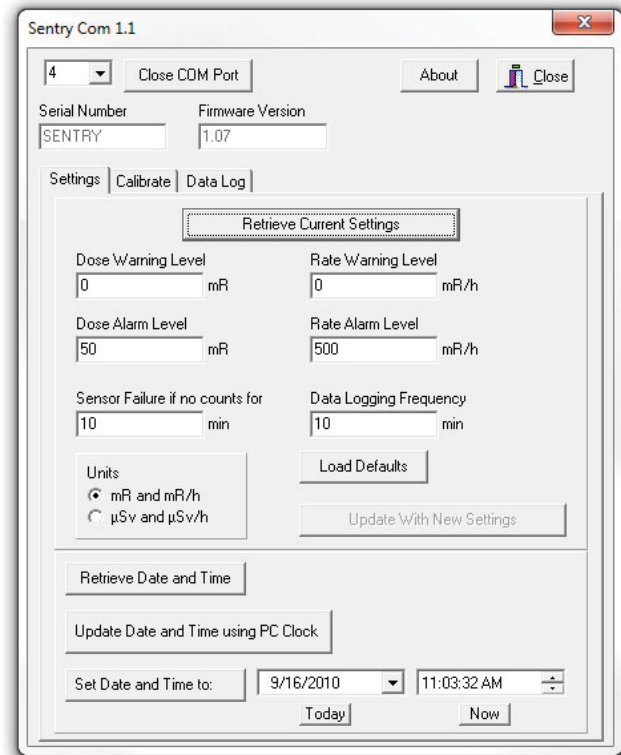 Sentry Com 1.1
4 Close COM Port About Close
Serial Number Firmware Version
SENTRY 1.07
Settings Calibrate Data Log
Retrieve Current Settings
Dose Warning Level Rate Warning Level
0 mR 0 mR/h
Dose Alarm Level Rate Alarm Level
50 mR 500 mR/h
Sensor Failure if no counts for Data Logging Frequency
10 min 10 min
Units Load Defaults
mR and mR/h
µSv and µSv/h Update With New Settings
Retrieve Date and Time
Update Date and Time using PC Clock
Set Date and Time to: 9/16/2010 11:03:32 AM
Today Now